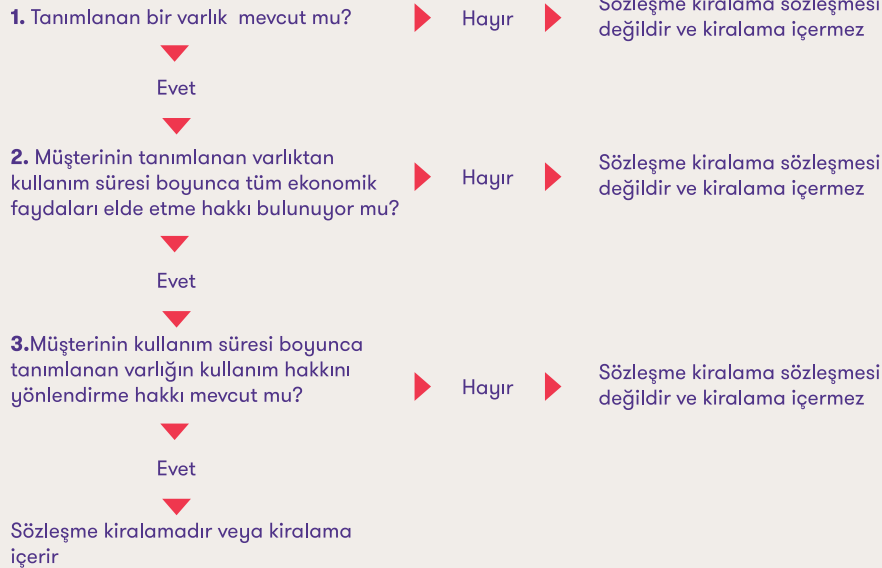 1. Tanımlanan bir varlık mevcut mu?
Hayır
Sözleşme kiralama sözleşmesi
değildir ve kiralama içermez
Evet
2. Müşterinin tanımlanan varlıktan
kullanım süresi boyunca tüm ekonomik
faydaları elde etme hakkı bulunuyor mu?
Hayır
Sözleşme kiralama sözleşmesi
değildir ve kiralama içermez
Evet
3.Müşterinin kullanım süresi boyunca
tanımlanan varlığın kullanım hakkını
yönlendirme hakkı mevcut mu?
Hayır
Sözleşme kiralama sözleşmesi
değildir ve kiralama içermez
Evet
Sözleşme kiralamadır veya kiralama
içerir